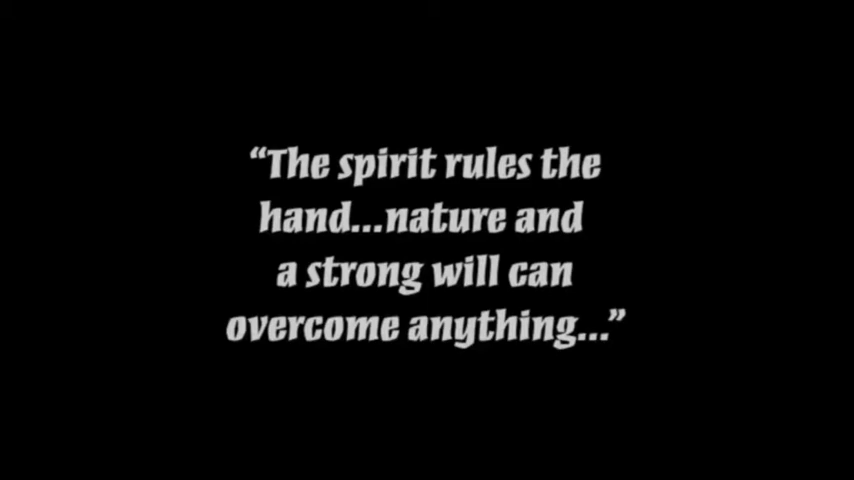 “The spirit rules the
hand...nature and
a strong will can
overcome anything...”